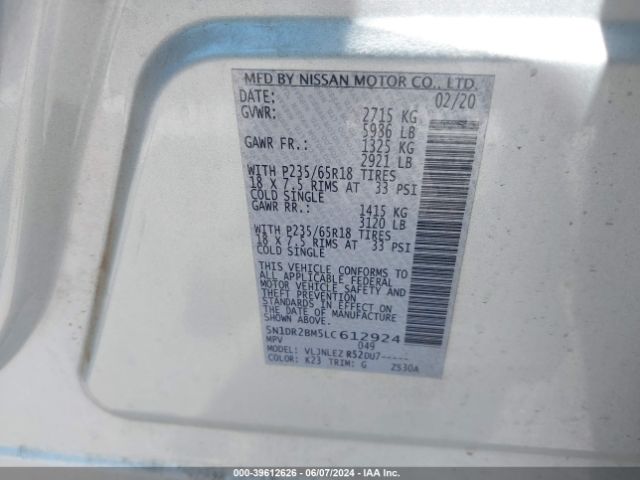 MFD BY NISSAN MOTOR CO., LTD.
DATE: 02/20
GVWR: 2715 KG
5986 LB
GAWR FR.: 1325 KG
2921 LB
WITH P235/65R18 TIRES
18 X 7.5 RIMS AT 33 PSI
COLD SINGLE
GAWR RR.: 1415 KG
3120 LB
WITH P235/65R18 TIRES
18 X 7.5 RIMS AT 33 PSI
COLD SINGLE
THIS VEHICLE CONFORMS TO
ALL APPLICABLE FEDERAL
MOTOR VEHICLE SAFETY AND
THEFT PREVENTION
STANDARDS IN EFFECT ON
THE DATE OF MANUFACTURE
SHOWN ABOVE.
5N1DR2BM5LC612924
MPV 049
MODEL: VLJNLEZ R52DU7-----
COLOR: K23 TRIM: G 2S30A
000-39612626 - 06/07/2024 - IAA Inc.